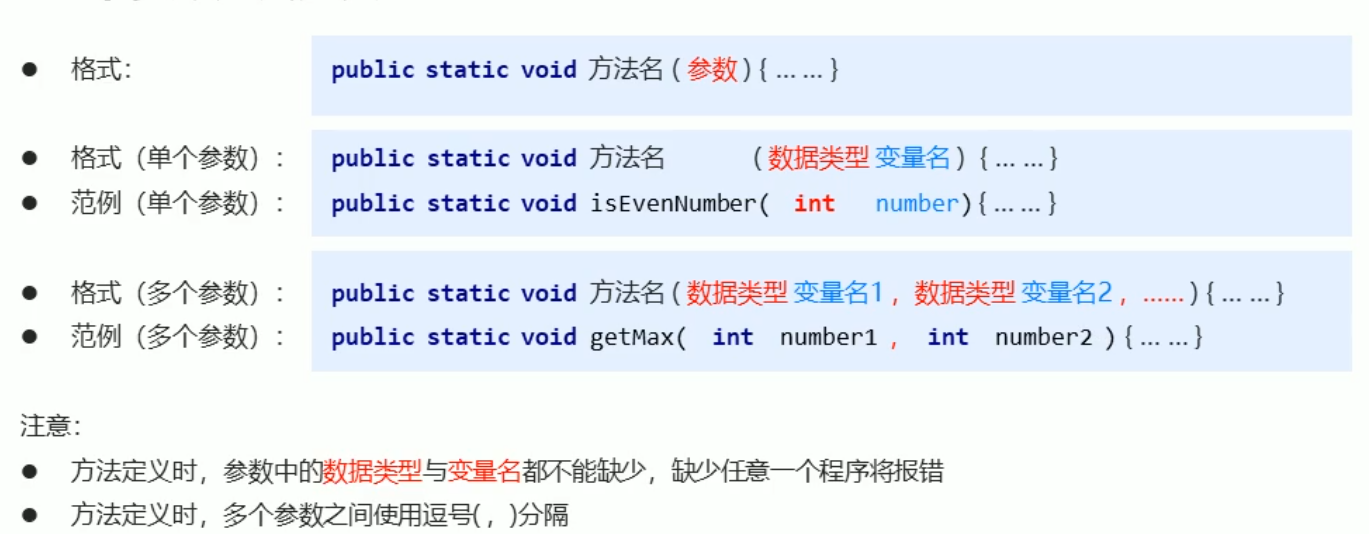 ● 格式： public static void 方法名 ( 参数 ) { ... ... }
● 格式（单个参数）： public static void 方法名 ( 数据类型 变量名 ) { ... ... }
● 范例（单个参数）： public static void isEvenNumber( int number){ ... ... }
● 格式（多个参数）： public static void 方法名 ( 数据类型 变量名1 , 数据类型 变量名2 , ...... ) { ... ... }
● 范例（多个参数）： public static void getMax( int number1 , int number2 ) { ... ... }
注意：
● 方法定义时，参数中的数据类型与变量名都不能缺少，缺少任意一个程序将报错
● 方法定义时，多个参数之间使用逗号( ，)分隔